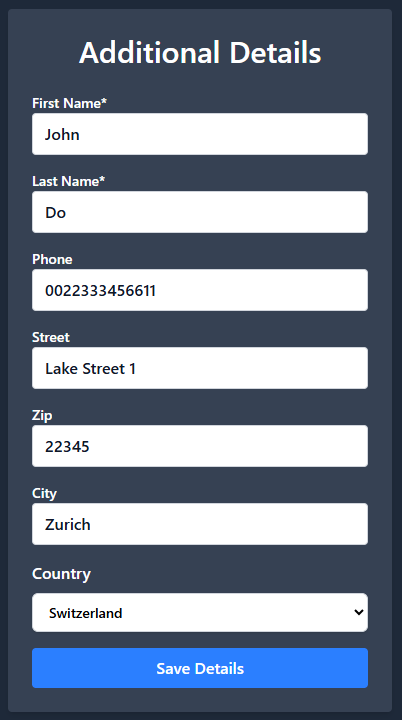 Additional Details
First Name*
John
Last Name*
Do
Phone
0022333456611
Street
Lake Street 1
Zip
22345
City
Zurich
Country
Switzerland
Save Details